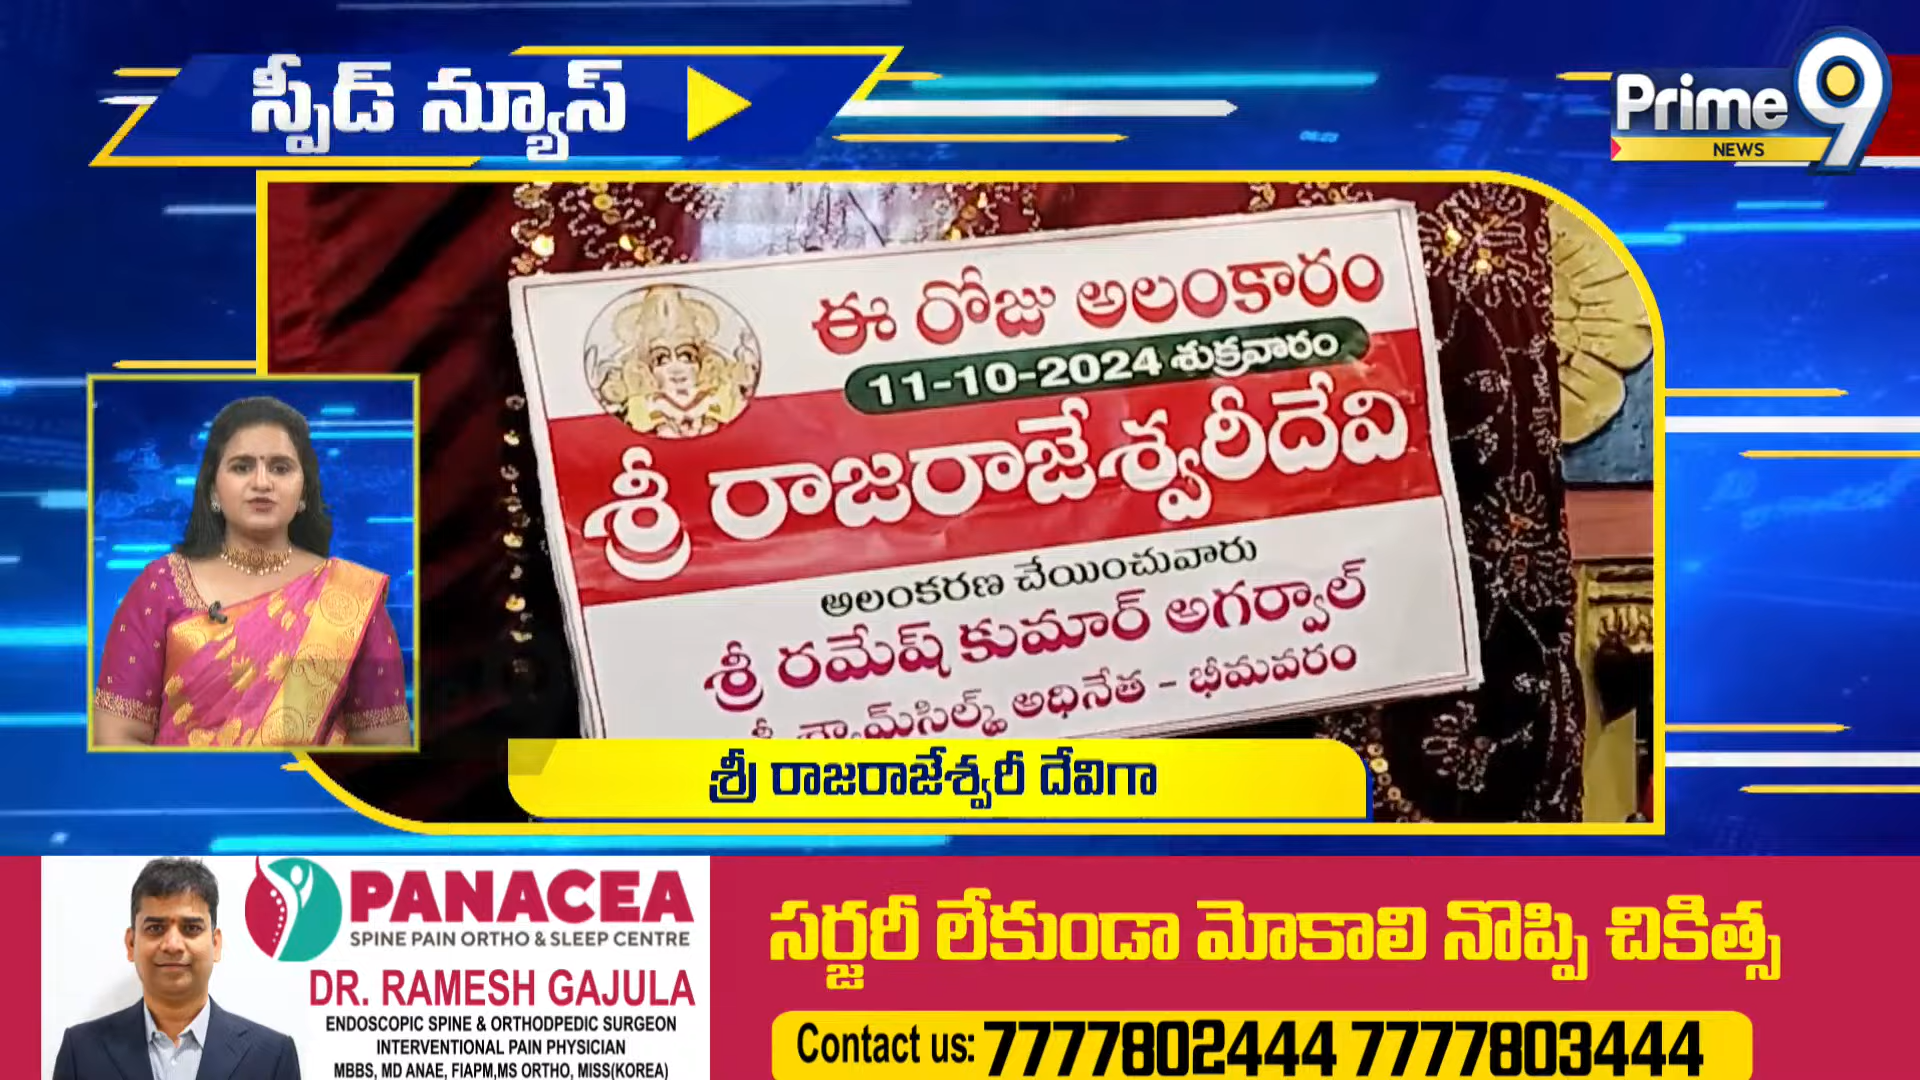 స్పీడ్ న్యూస్
Prime 9
NEWS
ఈ రోజు అలంకారం
11-10-2024 శుక్రవారం
శ్రీ రాజరాజేశ్వరీదేవి
అలంకరణ చేయించువారు
శ్రీ రమేష్ కుమార్ అగర్వాల్
అధినేత - భీమవరం
శ్రీ రాజరాజేశ్వరీ దేవిగా
PANACEA
SPINE PAIN ORTHO & SLEEP CENTRE
DR. RAMESH GAJULA
ENDOSCOPIC SPINE & ORTHODPEDIC SURGEON
INTERVENTIONAL PAIN PHYSICIAN
MBBS, MD ANAE, FIAPM,MS ORTHO, MISS(KOREA)
సర్జరీ లేకుండా మోకాలి నొప్పి చికిత్స
Contact us: 7777802444 7777803444